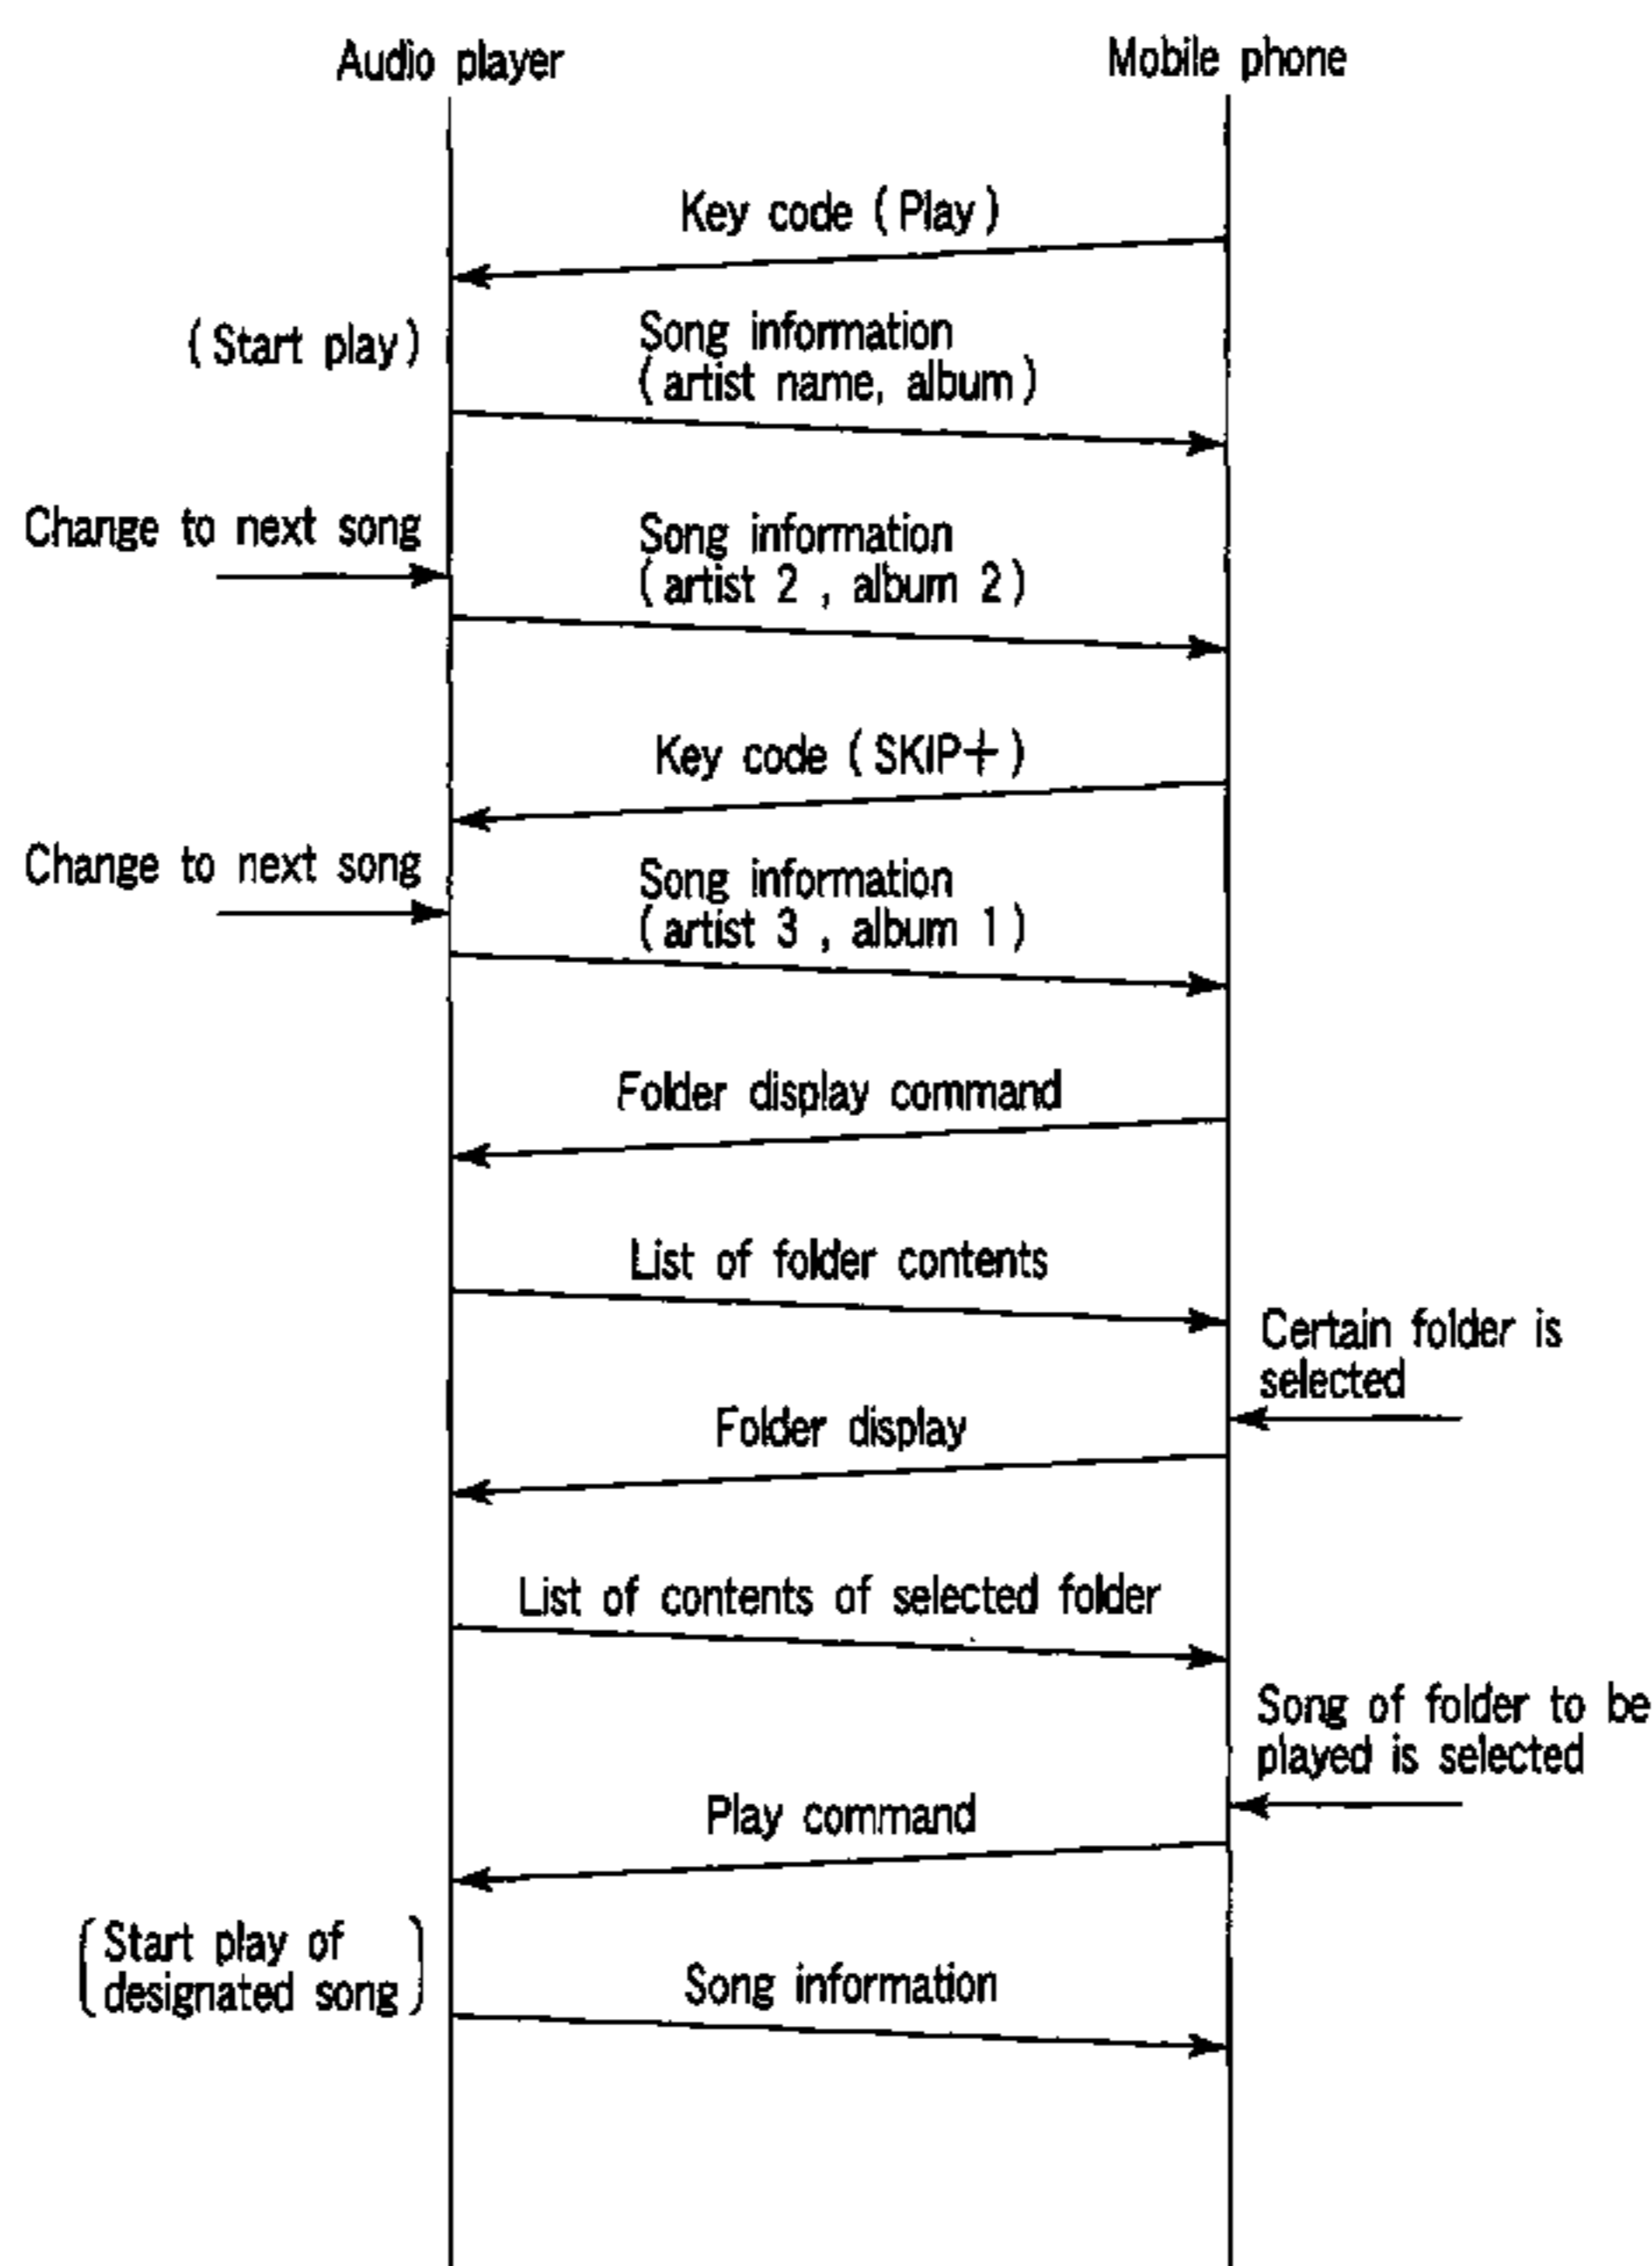 Audio player
Mobile phone
Key code (Play)
(Start play)
Song information
(artist name, album)
Change to next song
Song information
(artist 2 , album 2)
Key code (SKIP+)
Change to next song
Song information
(artist 3 , album 1)
Folder display command
List of folder contents
Certain folder is
selected
Folder display
List of contents of selected folder
Song of folder to be
played is selected
Play command
(Start play of
designated song)
Song information